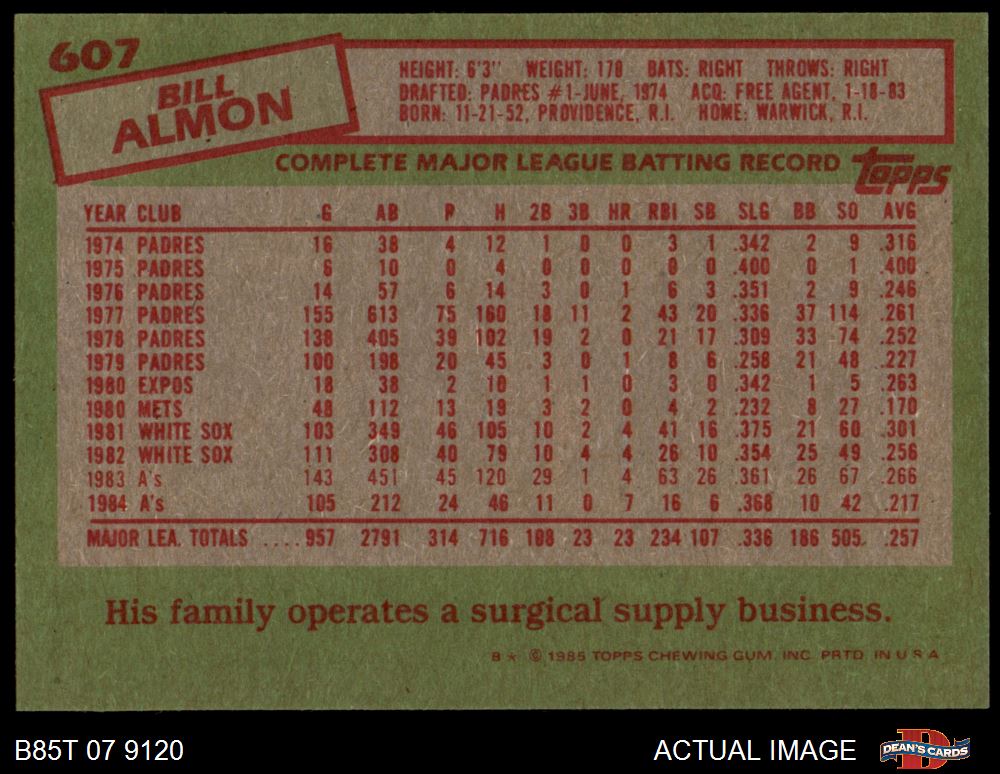 607
BILL
ALMON
HEIGHT: 6'3" WEIGHT: 170 BATS: RIGHT THROWS: RIGHT
DRAFTED: PADRES #1-JUNE, 1974 ACQ: FREE AGENT, 1-18-83
BORN: 11-21-52, PROVIDENCE, R.I. HOME: WARWICK, R.I.
COMPLETE MAJOR LEAGUE BATTING RECORD topps
YEAR CLUB G AB R H 2B 3B HR RBI SB SLG BB SO AVG
1974 PADRES 16 38 4 12 1 0 0 3 1 .342 2 9 .316
1975 PADRES 6 10 0 4 0 0 0 0 0 .400 0 1 .400
1976 PADRES 14 57 6 14 3 0 1 6 3 .351 2 9 .246
1977 PADRES 155 613 75 160 18 11 2 43 20 .336 37 114 .261
1978 PADRES 138 405 39 102 19 2 0 21 17 .309 33 74 .252
1979 PADRES 100 198 20 45 3 0 1 8 6 .258 21 48 .227
1980 EXPOS 18 38 2 10 1 1 0 3 0 .342 1 5 .263
1980 METS 48 112 13 19 3 2 0 4 2 .232 8 27 .170
1981 WHITE SOX 103 349 46 105 10 2 4 41 16 .375 21 60 .301
1982 WHITE SOX 111 308 40 79 10 4 4 26 10 .354 25 49 .256
1983 A's 143 451 45 120 29 1 4 63 26 .361 26 67 .266
1984 A's 105 212 24 46 11 0 7 16 6 .368 10 42 .217
MAJOR LEA. TOTALS ....957 2791 314 716 108 23 23 234 107 .336 186 505 .257
His family operates a surgical supply business.
B ★ © 1985 TOPPS CHEWING GUM, INC. PRTD. IN U.S.A.
B85T 07 9120 ACTUAL IMAGE DEAN'S CARDS